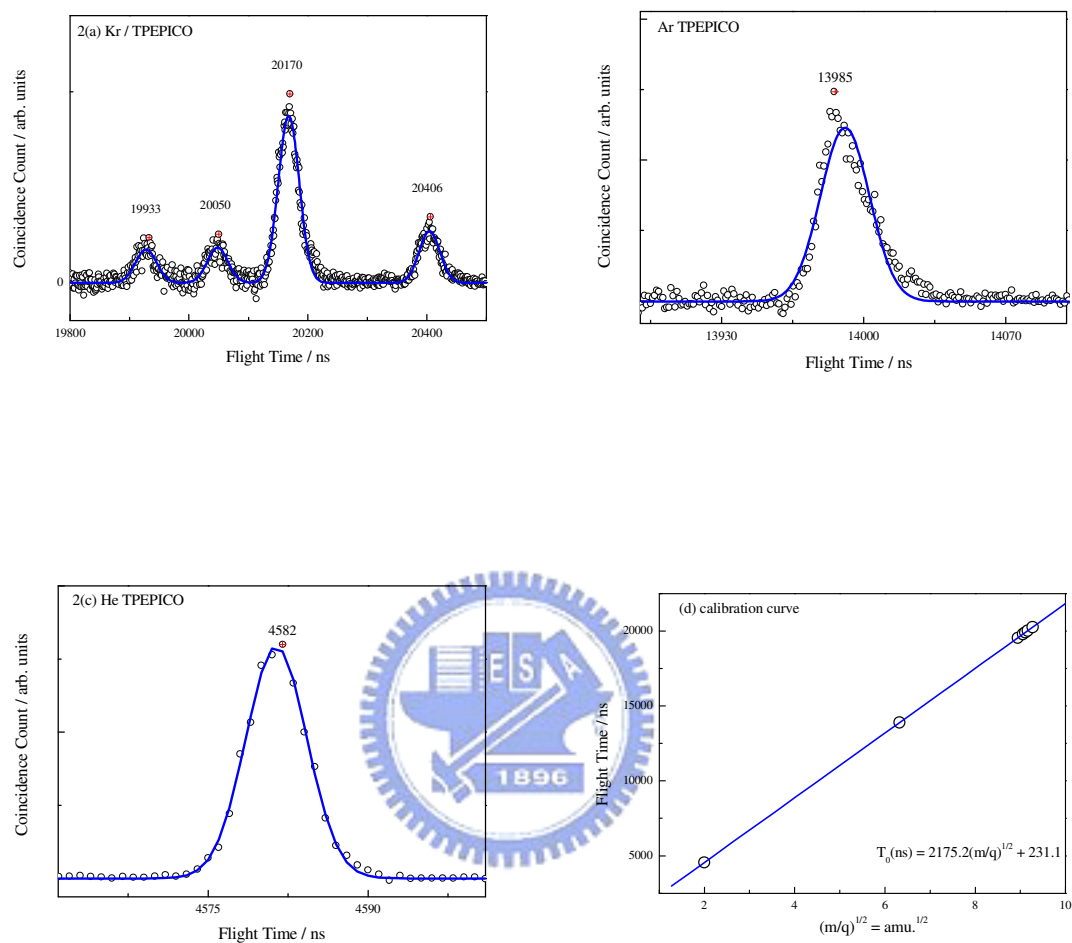 2(a) Kr / TPEPICO
20170
19933
20050
20406
Coincidence Count / arb. units
0
19800
20000
20200
20400
Flight Time / ns
Ar TPEPICO
13985
Coincidence Count / arb. units
13930
14000
14070
Flight Time / ns
2(c) He TPEPICO
4582
Coincidence Count / arb. units
4575
4590
Flight Time / ns
E S A
1896
(d) calibration curve
20000
15000
10000
5000
Flight Time / ns
T0(ns) = 2175.2(m/q)^1/2 + 231.1
2
4
6
8
10
(m/q)^1/2 = amu.^1/2